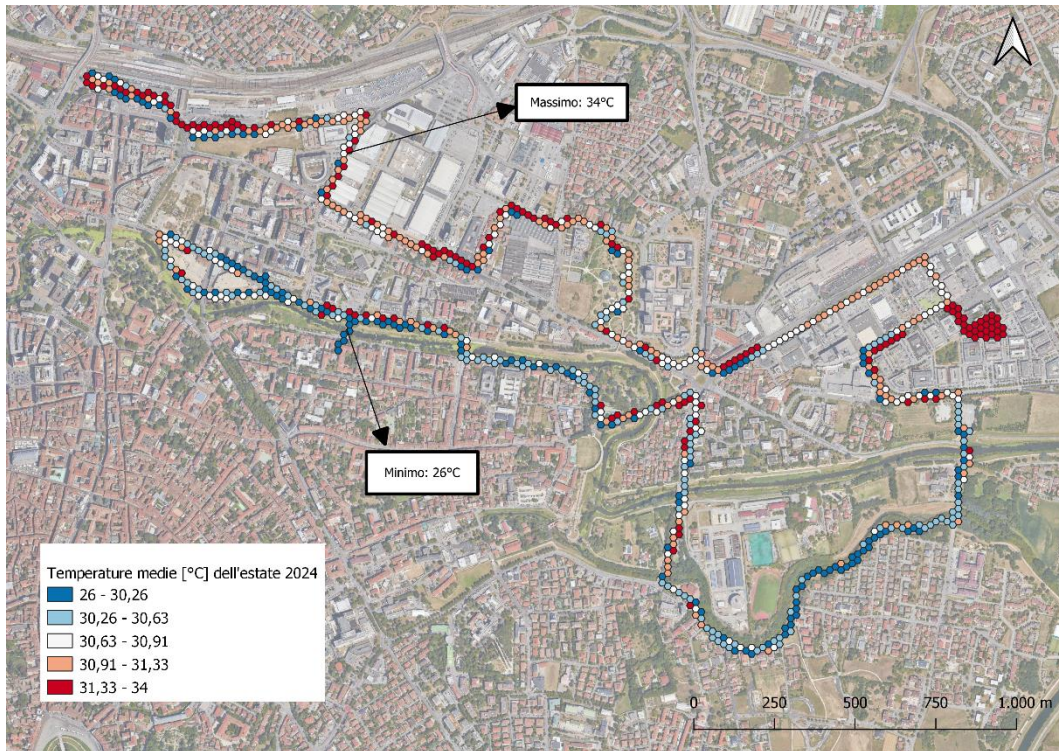 Massimo: 34°C
Minimo: 26°C
Temperature medie [°C] dell'estate 2024
26 - 30,26
30,26 - 30,63
30,63 - 30,91
30,91 - 31,33
31,33 - 34
0 250 500 750 1.000 m